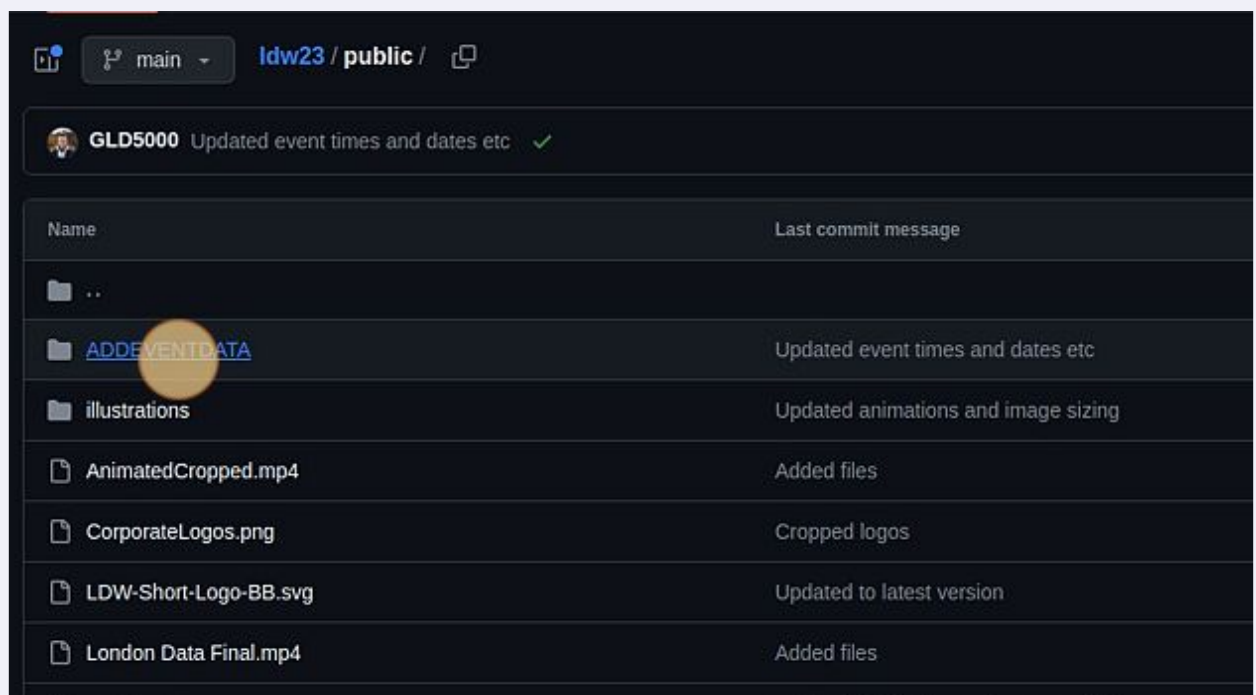 main
ldw23 / public /
GLD5000 Updated event times and dates etc
Name Last commit message
..
ADDEVENTDATA Updated event times and dates etc
illustrations Updated animations and image sizing
AnimatedCropped.mp4 Added files
CorporateLogos.png Cropped logos
LDW-Short-Logo-BB.svg Updated to latest version
London Data Final.mp4 Added files